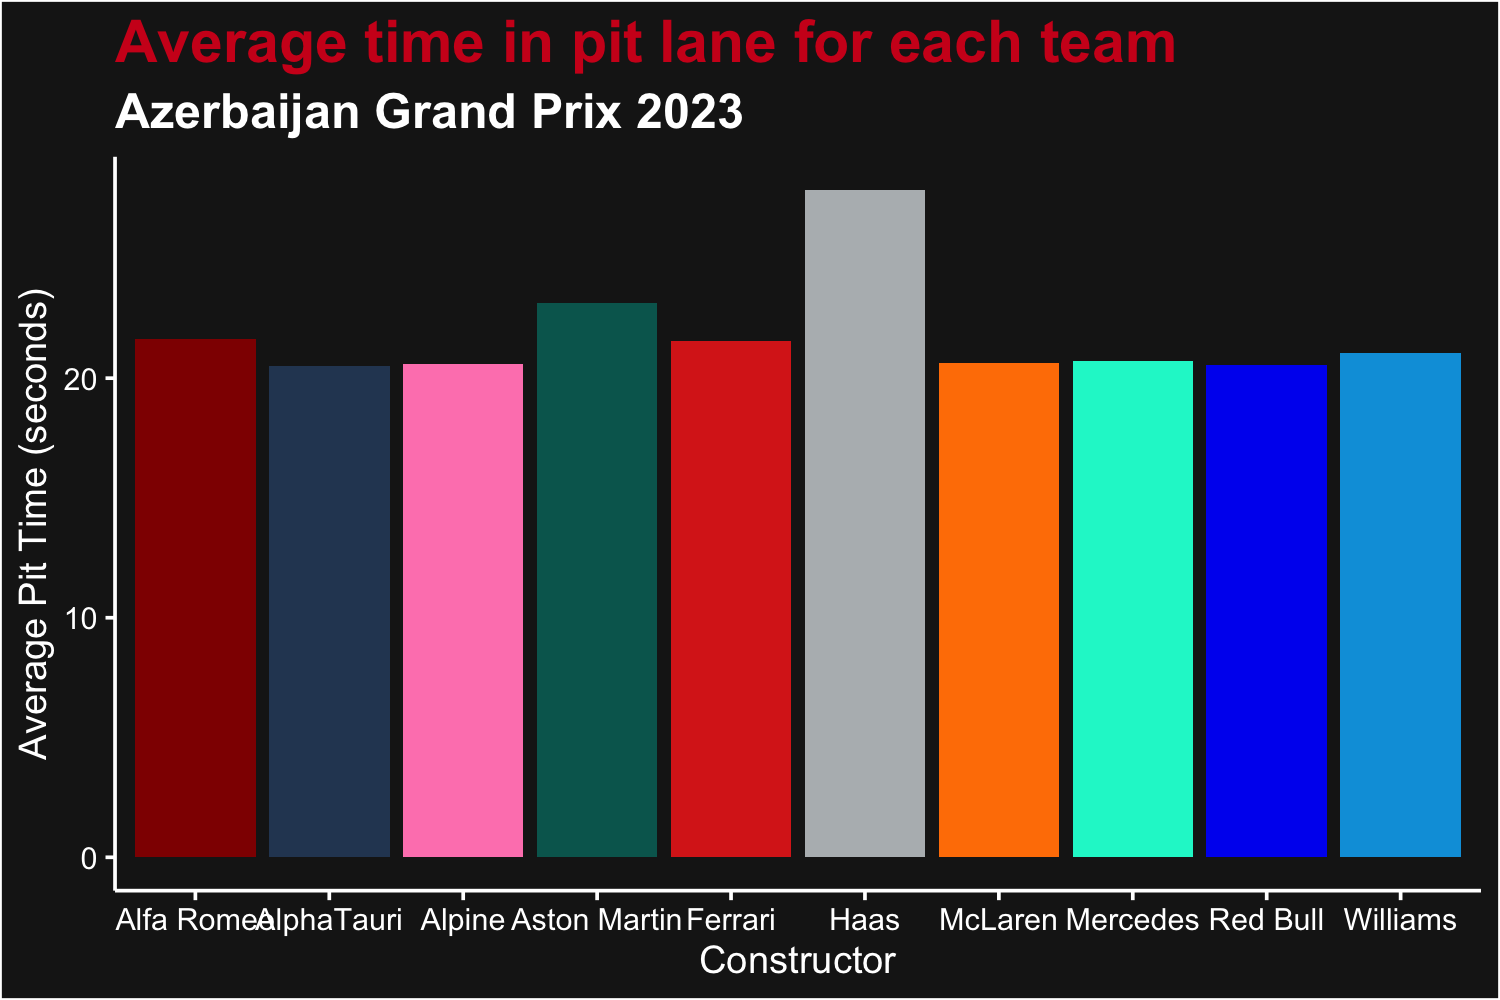 Average time in pit lane for each team
Azerbaijan Grand Prix 2023
Average Pit Time (seconds)
20
10
0
Alfa Romeo AlphaTauri Alpine Aston Martin Ferrari Haas McLaren Mercedes Red Bull Williams
Constructor